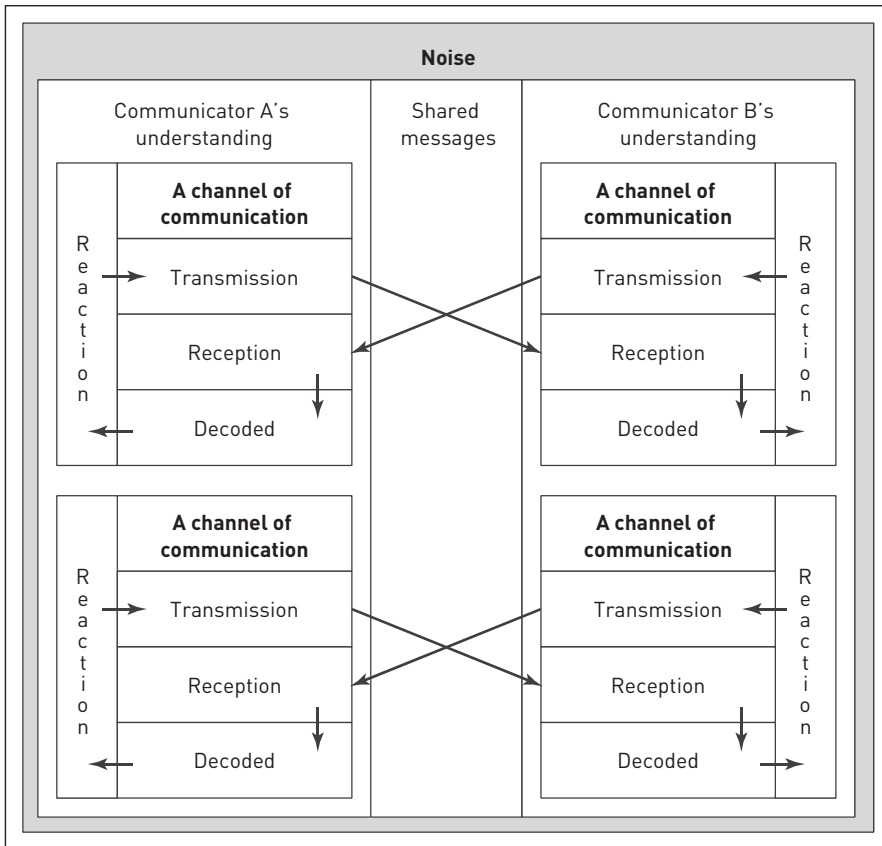 Noise
Communicator A's
understanding
Shared
messages
Communicator B's
understanding
Reaction
A channel of
communication
Transmission
Reception
Decoded
A channel of
communication
Transmission
Reception
Decoded
Reaction
Reaction
A channel of
communication
Transmission
Reception
Decoded
A channel of
communication
Transmission
Reception
Decoded
Reaction